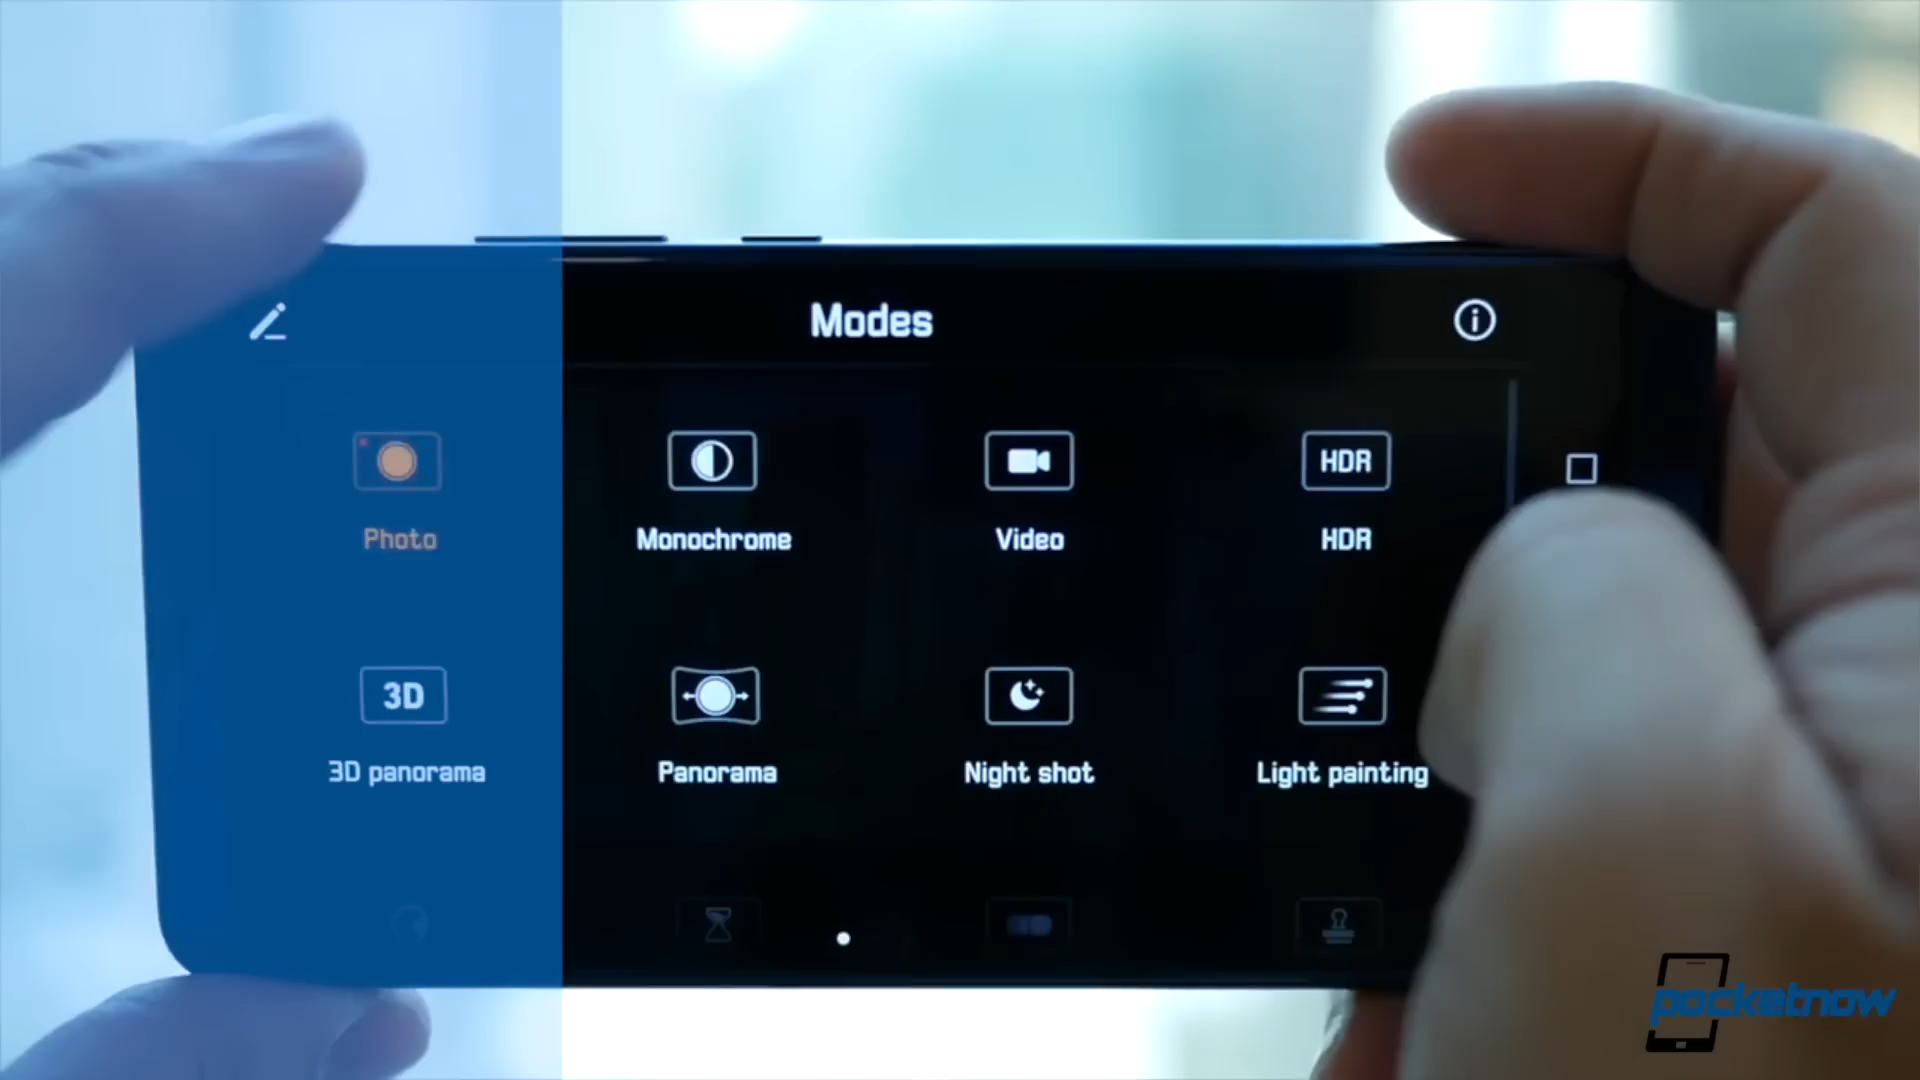 Modes
Photo
Monochrome
Video
HDR
HDR
3D
3D panorama
Panorama
Night shot
Light painting
pocketnow